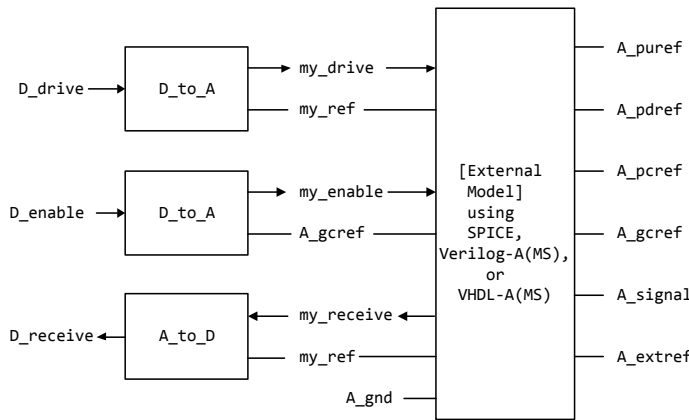 D_drive
D_to_A
my_drive
my_ref
D_enable
D_to_A
my_enable
A_gcref
D_receive
A_to_D
my_receive
my_ref
A_gnd
[External
Model]
using
SPICE,
Verilog-A(MS),
or
VHDL-A(MS)
A_puref
A_pdref
A_pcref
A_gcref
A_signal
A_extref